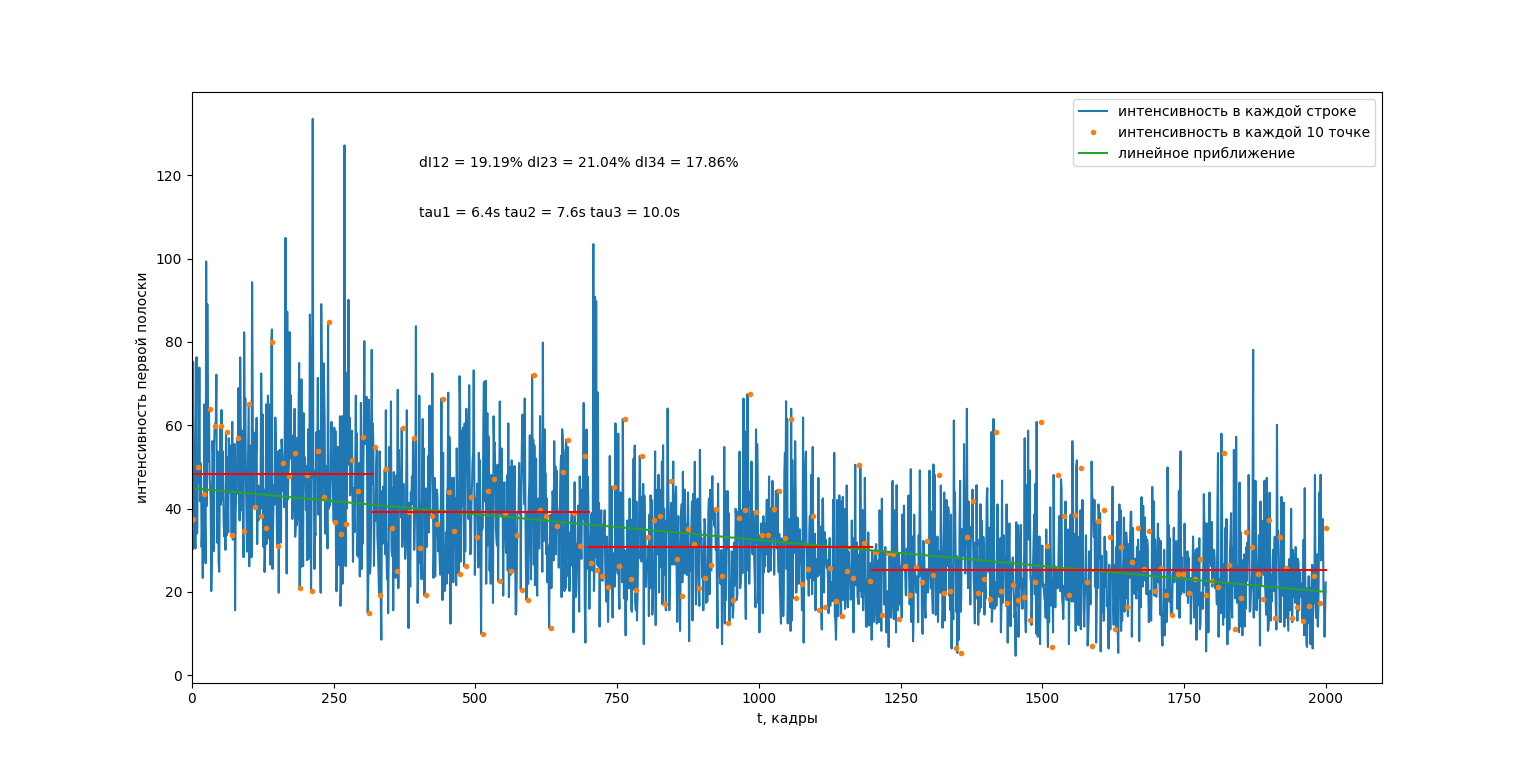 интенсивность в каждой строке
интенсивность в каждой 10 точке
линейное приближение
dI12 = 19.19% dI23 = 21.04% dI34 = 17.86%
tau1 = 6.4s tau2 = 7.6s tau3 = 10.0s
интенсивность первой полоски
120
100
80
60
40
20
0
0 250 500 750 1000 1250 1500 1750 2000
t, кадры